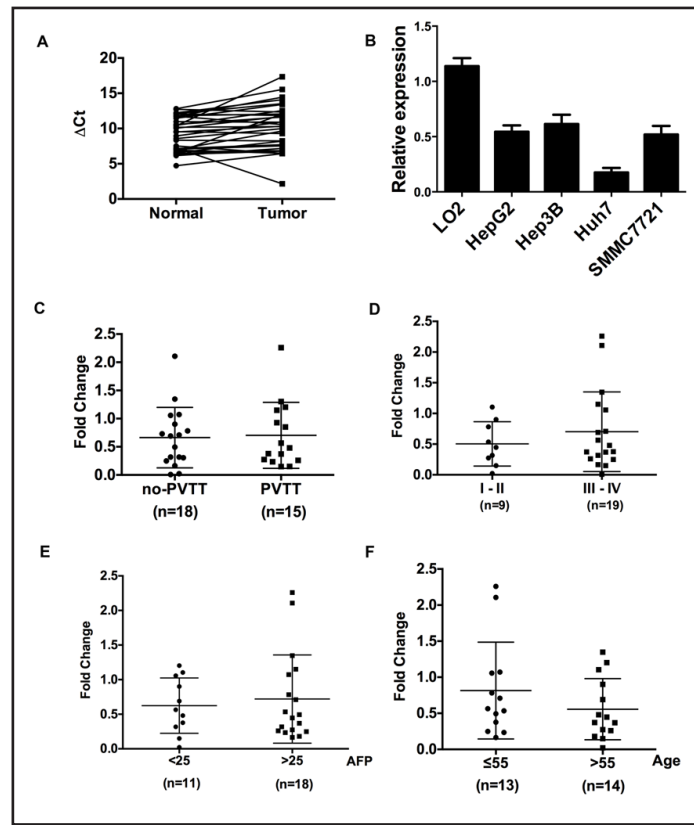 A
ΔCt
20
15
10
5
0
Normal Tumor
B
Relative expression
1.5
1.0
0.5
0.0
LO2 HepG2 Hep3B Huh7 SMMC7721
C
Fold Change
2.5
2.0
1.5
1.0
0.5
0.0
no-PVTT PVTT
(n=18) (n=15)
D
Fold Change
2.5
2.0
1.5
1.0
0.5
0.0
I - II III - IV
(n=9) (n=19)
E
Fold Change
2.5
2.0
1.5
1.0
0.5
0.0
<25 >25 AFP
(n=11) (n=18)
F
Fold Change
2.5
2.0
1.5
1.0
0.5
0.0
≤55 >55 Age
(n=13) (n=14)